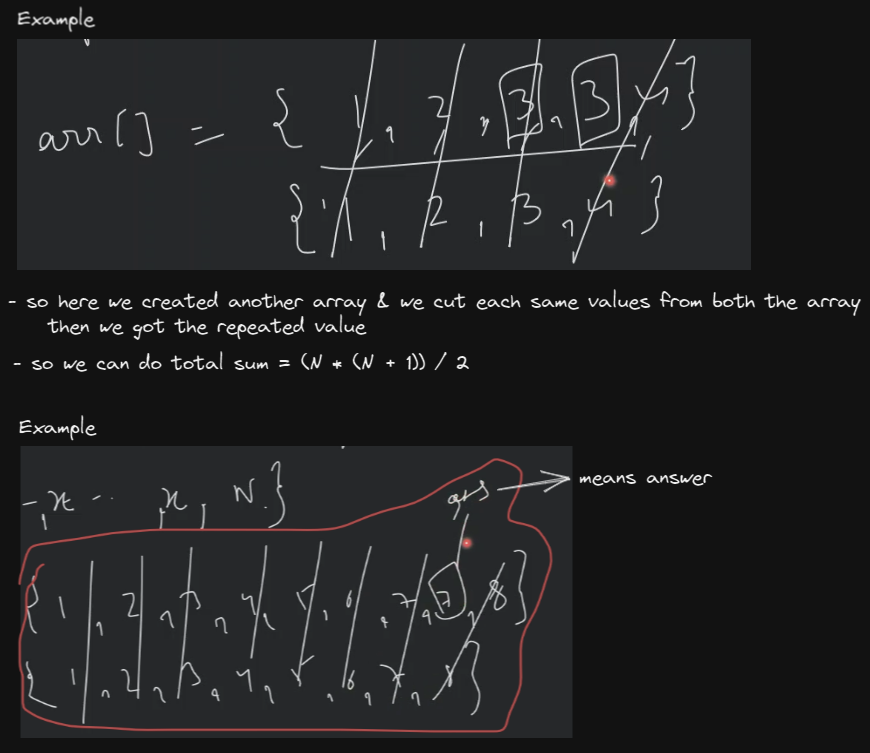 Example
arr[] = { 1, 2, 3, 3, 4, }
{ 1, 2, 3, 4 }
- so here we created another array & we cut each same values from both the array
then we got the repeated value
- so we can do total sum = (N * (N + 1)) / 2
Example
- , x - . . , x , N . }
ans
means answer
{ 1, 2, 3, 4, 5, 6, 7, 7, 8 }
{ 1, 2, 3, 4, 5, 6, 7, 8 }